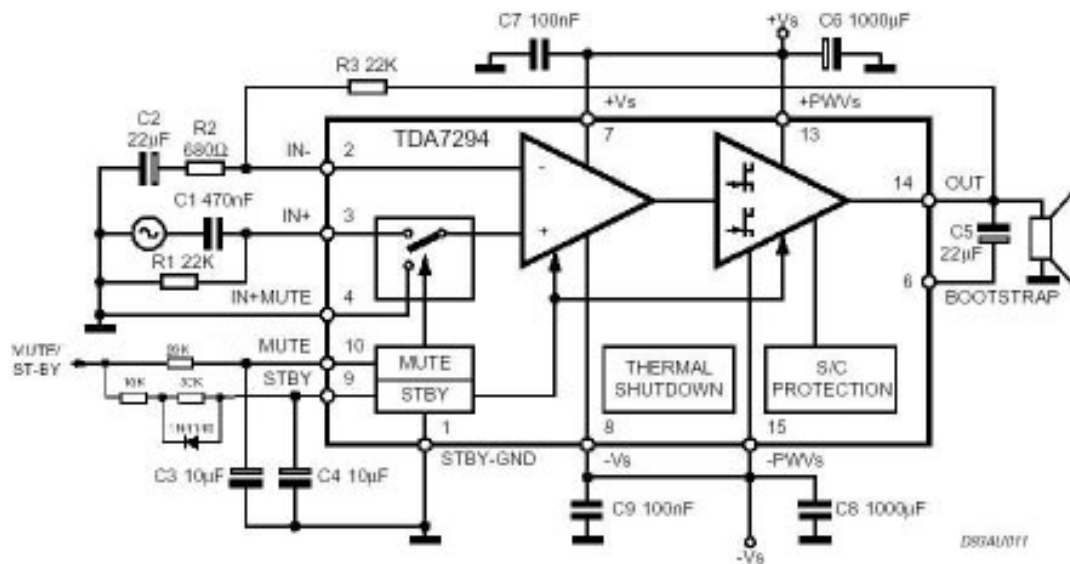 C7 100nF
+Vs
C6 1000µF
R3 22K
+Vs
+PWVs
C2
22µF
R2
680Ω
TDA7294
7
13
IN-
2
-
14
OUT
C1 470nF
IN+
3
+
C5
22µF
R1 22K
6
IN+MUTE
4
BOOTSTRAP
MUTE/
ST-BY
MUTE
10
MUTE
THERMAL
SHUTDOWN
S/C
PROTECTION
10K
30K
STBY
9
STBY
1
8
15
STBY-GND
-Vs
-PWVs
C3 10µF
C4 10µF
C9 100nF
C8 1000µF
-Vs
D93AU011